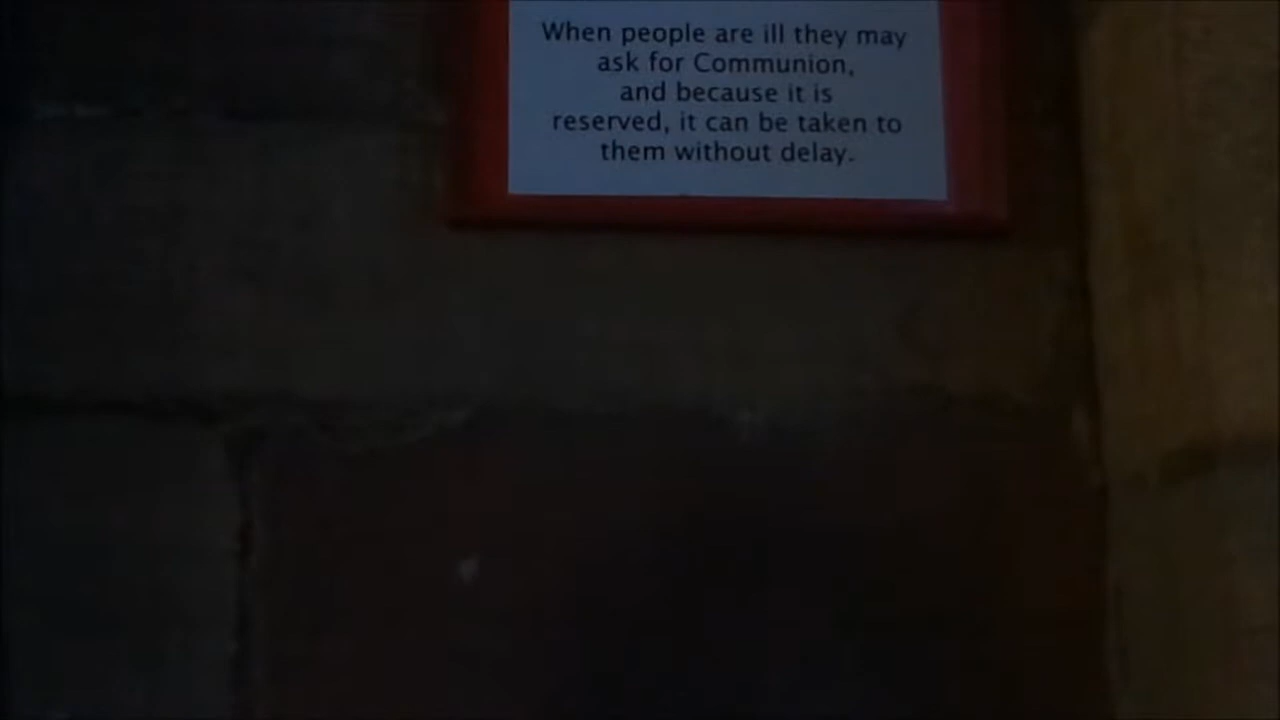 When people are ill they may
ask for Communion,
and because it is
reserved, it can be taken to
them without delay.